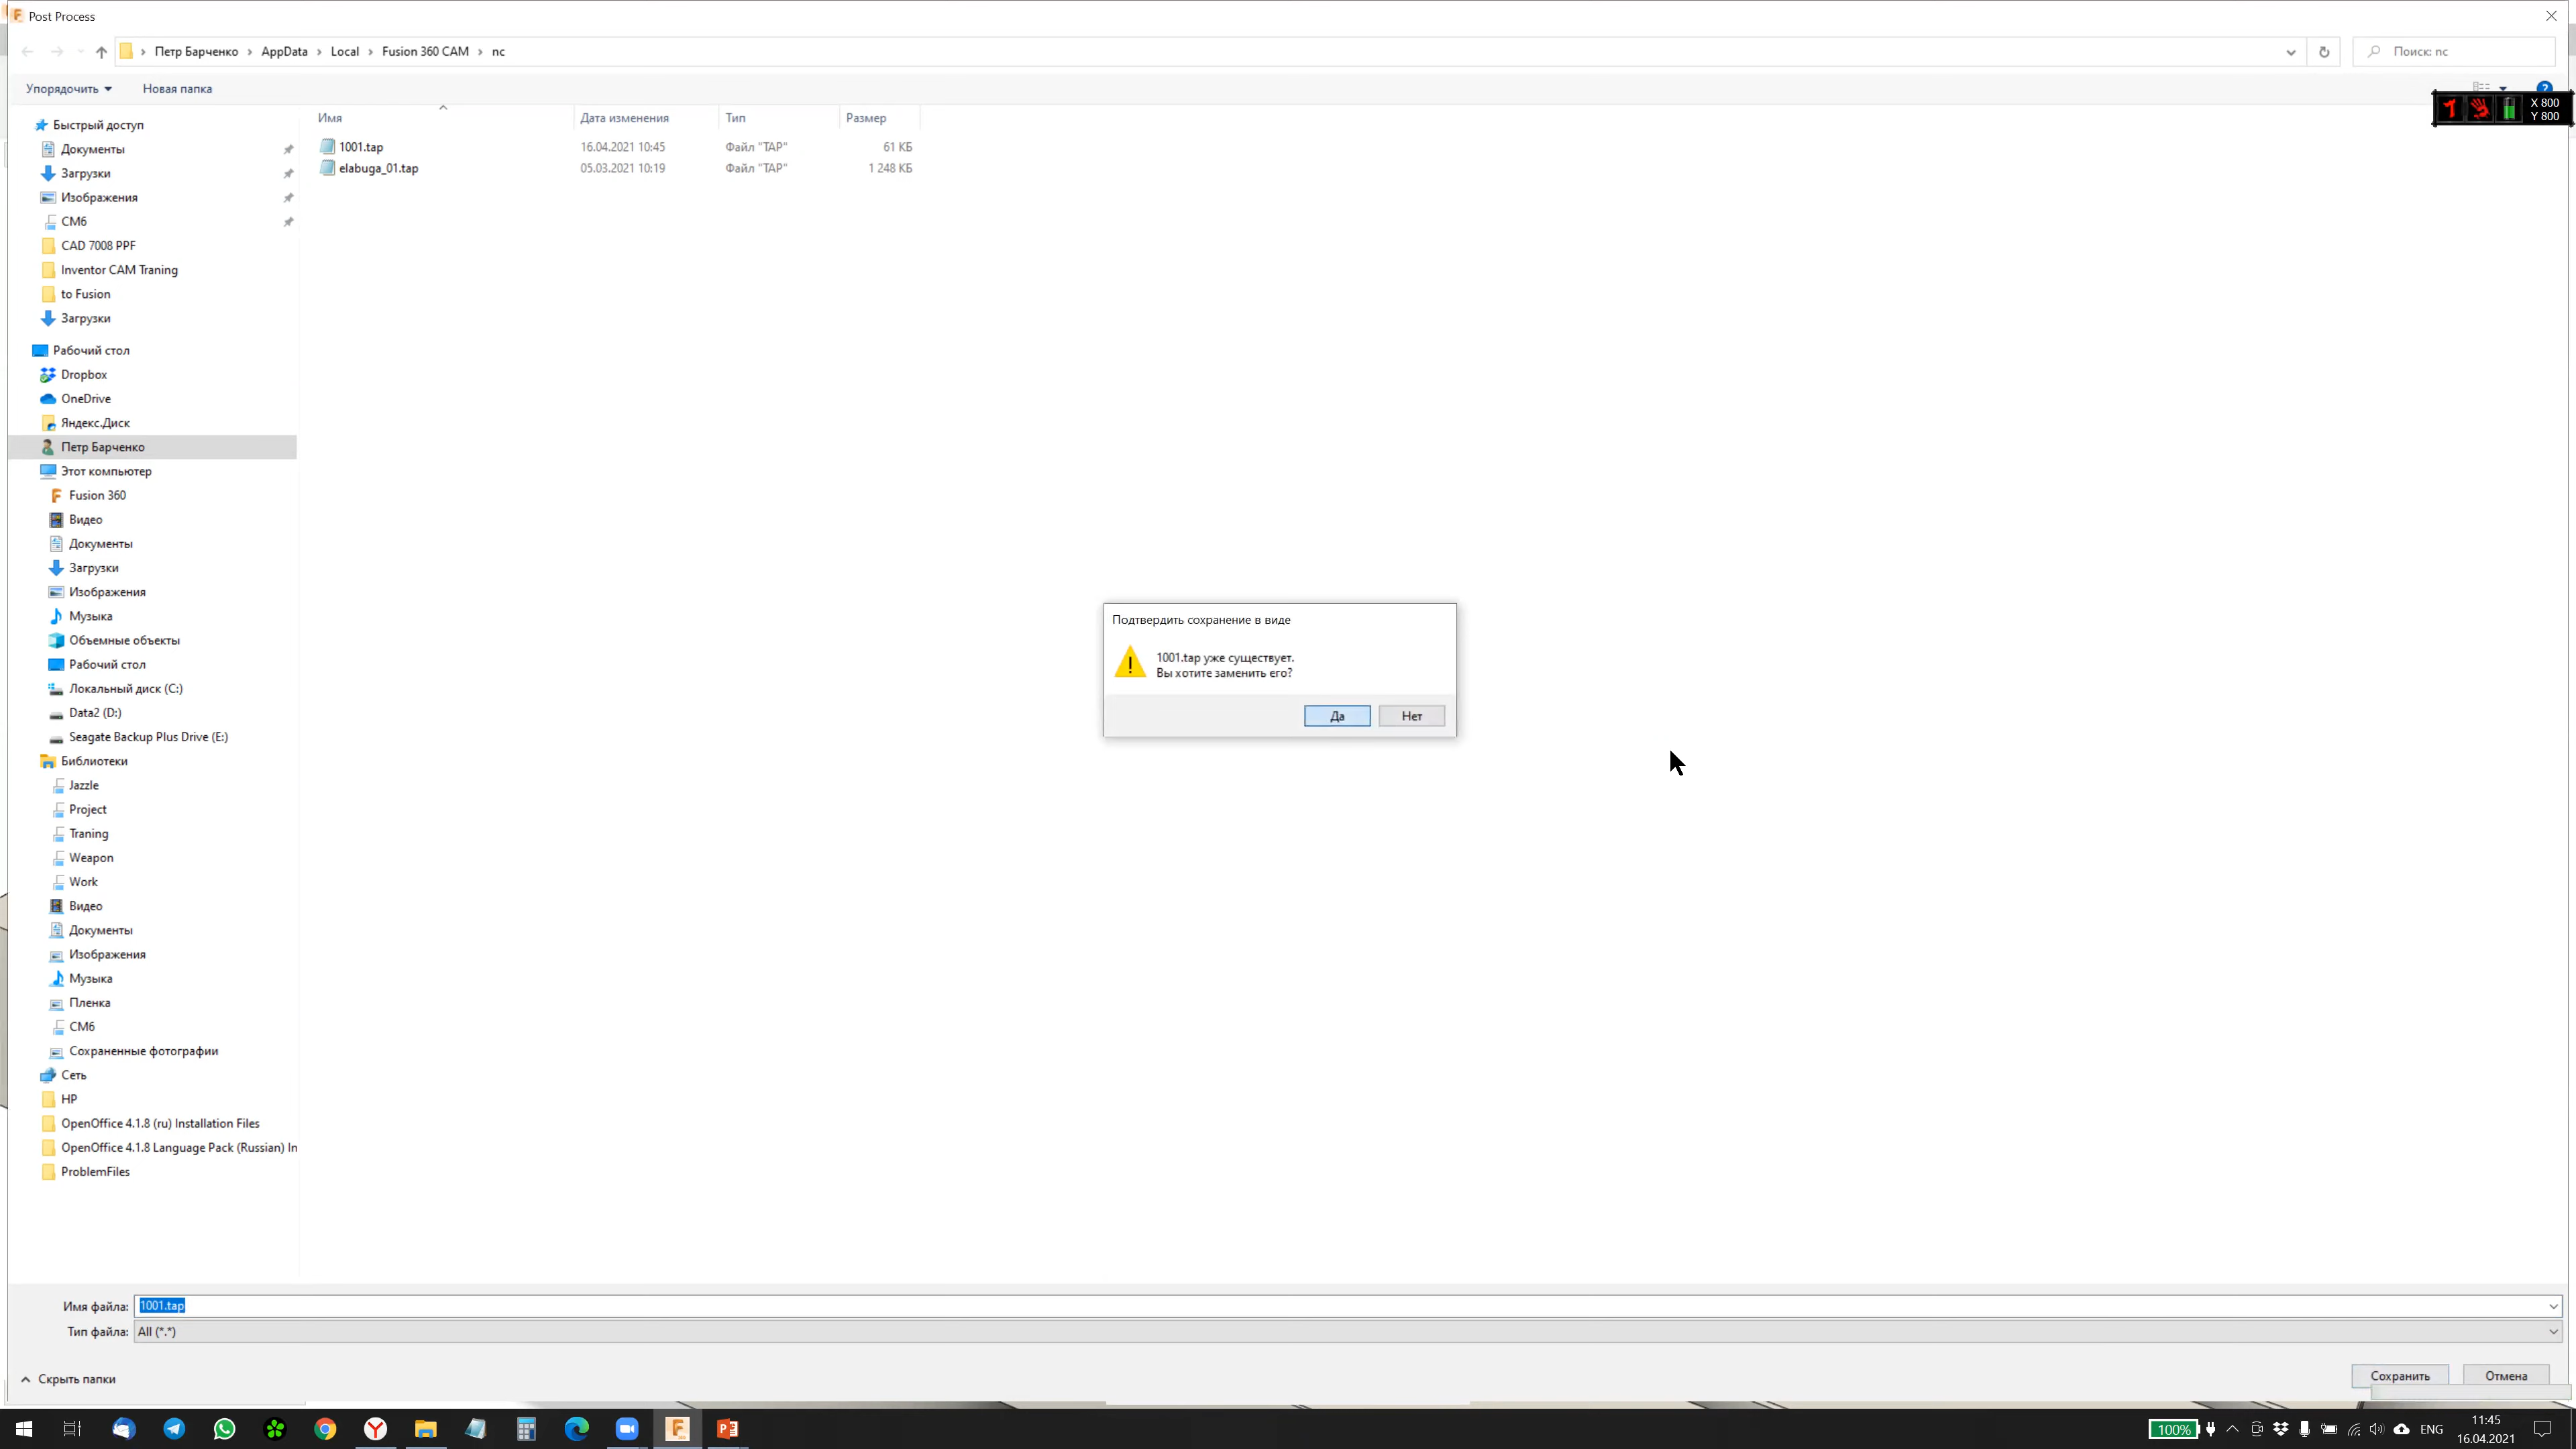 Post Process
Петр Барченко › AppData › Local › Fusion 360 CAM › nc
Поиск: nc
Упорядочить
Новая папка
X 800
Y 800
Имя
Дата изменения
Тип
Размер
1001.tap
16.04.2021 10:45
Файл "TAP"
61 КБ
elabuga_01.tap
05.03.2021 10:19
Файл "TAP"
1 248 КБ
Быстрый доступ
Документы
Загрузки
Изображения
СМ6
CAD 7008 PPF
Inventor CAM Traning
to Fusion
Загрузки
Рабочий стол
Dropbox
OneDrive
Яндекс.Диск
Петр Барченко
Этот компьютер
Fusion 360
Видео
Документы
Загрузки
Изображения
Музыка
Объемные объекты
Рабочий стол
Локальный диск (C:)
Data2 (D:)
Seagate Backup Plus Drive (E:)
Библиотеки
Jazzle
Project
Traning
Weapon
Work
Видео
Документы
Изображения
Музыка
Пленка
СМ6
Сохраненные фотографии
Сеть
HP
OpenOffice 4.1.8 (ru) Installation Files
OpenOffice 4.1.8 Language Pack (Russian) In
ProblemFiles
Подтвердить сохранение в виде
1001.tap уже существует.
Вы хотите заменить его?
Да
Нет
Имя файла: 1001.tap
Тип файла: All (*.*)
Скрыть папки
Сохранить
Отмена
100%
ENG
11:45
16.04.2021